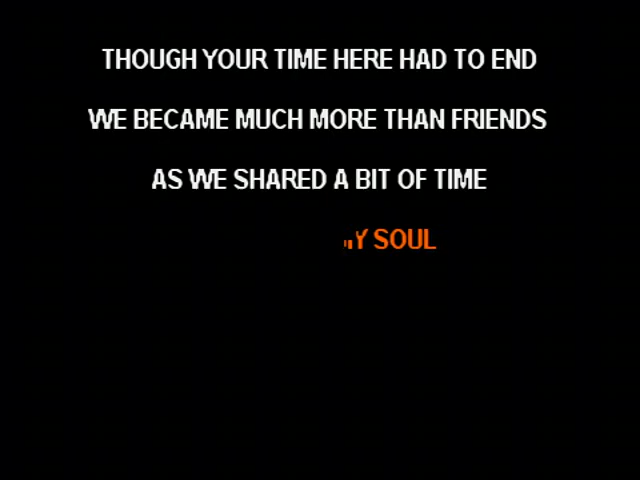 THOUGH YOUR TIME HERE HAD TO END
WE BECAME MUCH MORE THAN FRIENDS
AS WE SHARED A BIT OF TIME
SOUL